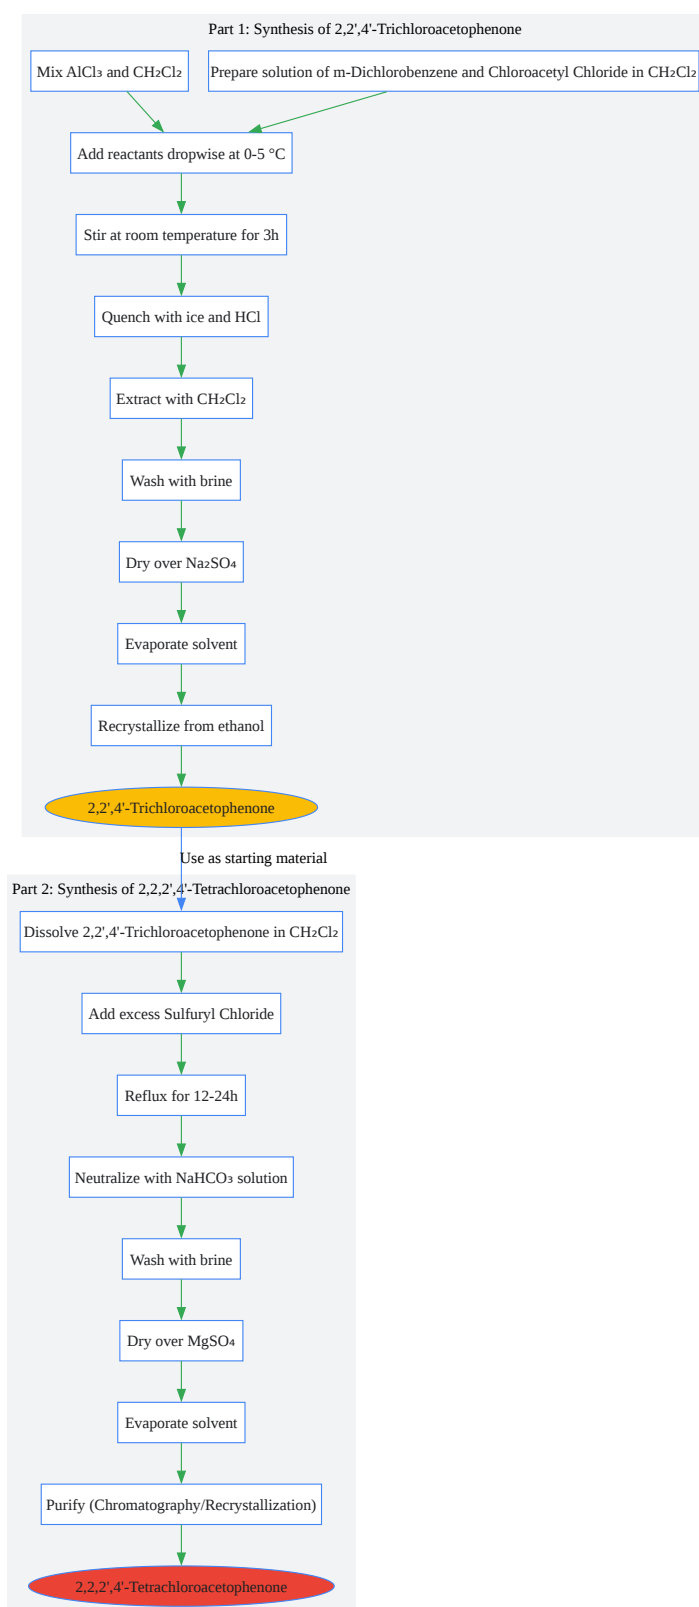 Part 1: Synthesis of 2,2',4'-Trichloroacetophenone
Mix AlCl₃ and CH₂Cl₂
Prepare solution of m-Dichlorobenzene and Chloroacetyl Chloride in CH₂Cl₂
Add reactants dropwise at 0-5 °C
Stir at room temperature for 3h
Quench with ice and HCl
Extract with CH₂Cl₂
Wash with brine
Dry over Na₂SO₄
Evaporate solvent
Recrystallize from ethanol
2,2',4'-Trichloroacetophenone
Use as starting material
Part 2: Synthesis of 2,2,2',4'-Tetrachloroacetophenone
Dissolve 2,2',4'-Trichloroacetophenone in CH₂Cl₂
Add excess Sulfuryl Chloride
Reflux for 12-24h
Neutralize with NaHCO₃ solution
Wash with brine
Dry over MgSO₄
Evaporate solvent
Purify (Chromatography/Recrystallization)
2,2,2',4'-Tetrachloroacetophenone